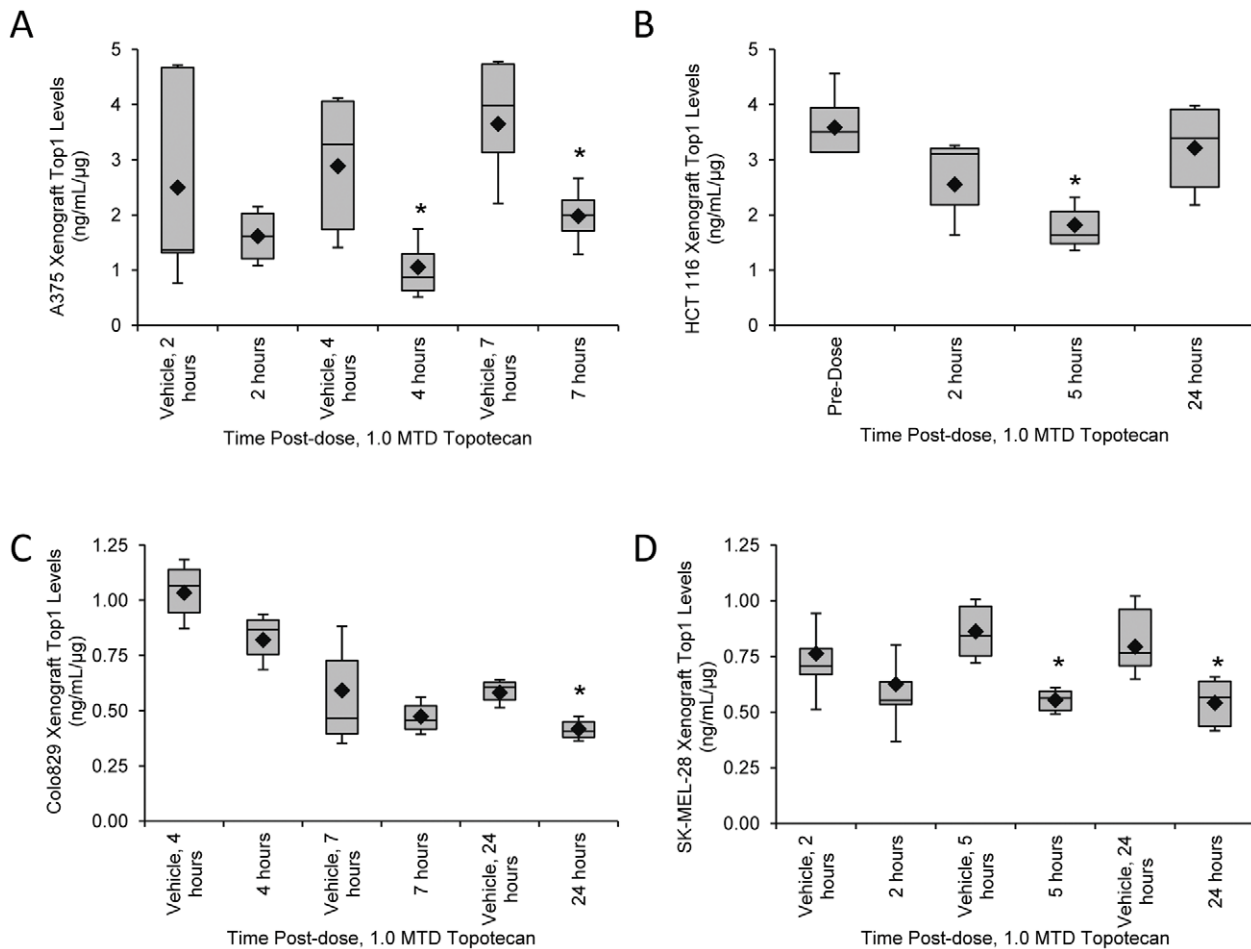 A
A375 Xenograft Top1 Levels
(ng/mL/µg)
5
4
3
2
1
0
*
*
Vehicle, 2
hours
2 hours
Vehicle, 4
hours
4 hours
Vehicle, 7
hours
7 hours
Time Post-dose, 1.0 MTD Topotecan
B
HCT 116 Xenograft Top1 Levels
(ng/mL/µg)
5
4
3
2
1
0
*
Pre-Dose
2 hours
5 hours
24 hours
Time Post-dose, 1.0 MTD Topotecan
C
Colo829 Xenograft Top1 Levels
(ng/mL/µg)
1.25
1.00
0.75
0.50
0.25
0.00
*
Vehicle, 4
hours
4 hours
Vehicle, 7
hours
7 hours
Vehicle, 24
hours
24 hours
Time Post-dose, 1.0 MTD Topotecan
D
SK-MEL-28 Xenograft Top1 Levels
(ng/mL/µg)
1.25
1.00
0.75
0.50
0.25
0.00
*
*
Vehicle, 2
hours
2 hours
Vehicle, 5
hours
5 hours
Vehicle, 24
hours
24 hours
Time Post-dose, 1.0 MTD Topotecan